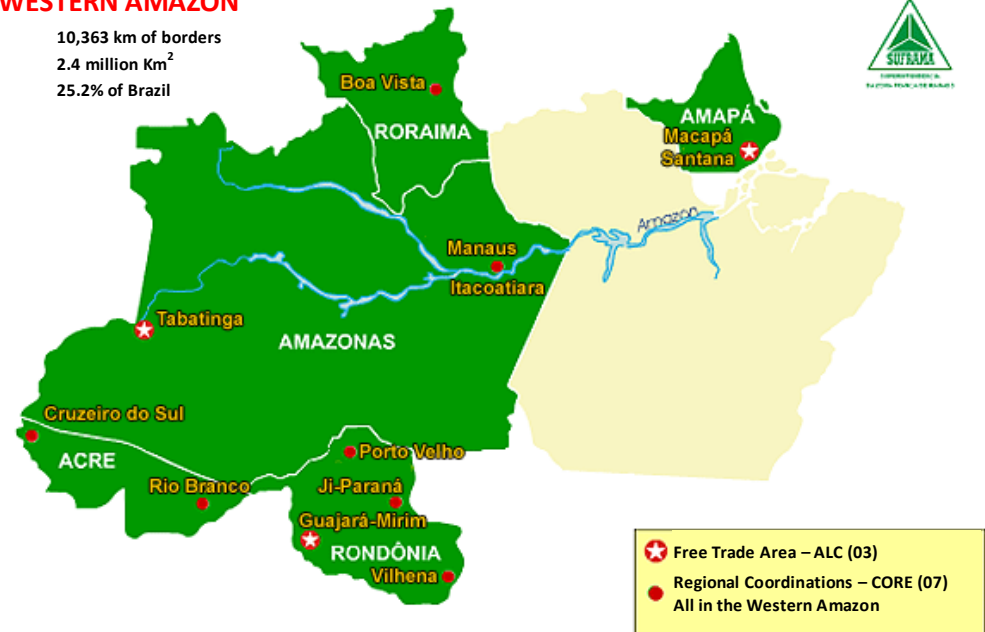 WESTERN AMAZON
10,363 km of borders
2.4 million Km²
25.2% of Brazil
SUFRAMA
Boa Vista
RORAIMA
AMAPÁ
Macapá
Santana
Amazon
Manaus
Itacoatiara
Tabatinga
AMAZONAS
Cruzeiro do Sul
ACRE
Porto Velho
Rio Branco
Ji-Paraná
Guajará-Mirim
RONDÔNIA
Vilhena
Free Trade Area – ALC (03)
Regional Coordinations – CORE (07)
All in the Western Amazon